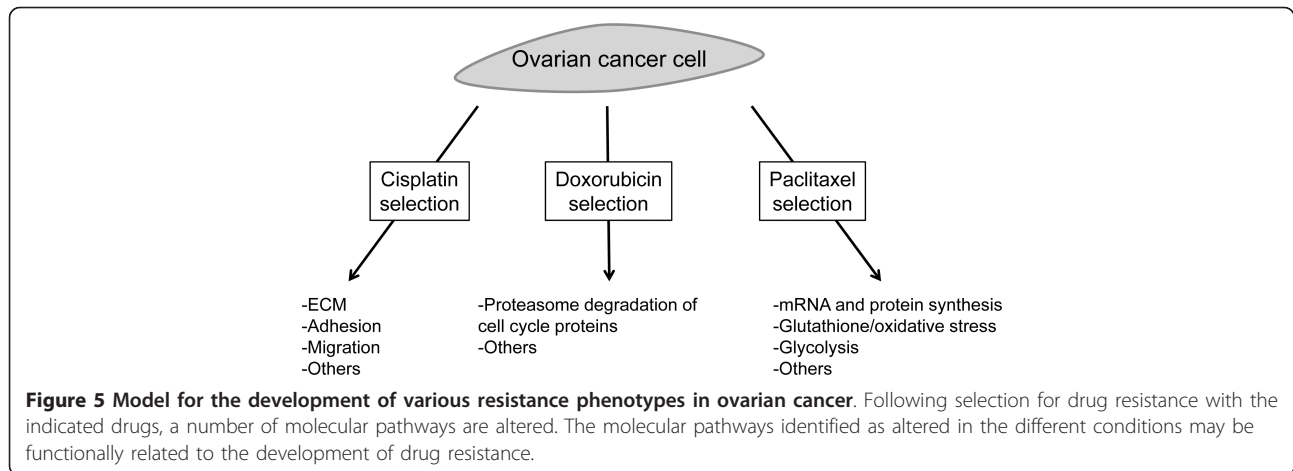 Ovarian cancer cell
Cisplatin
selection
Doxorubicin
selection
Paclitaxel
selection
-ECM
-Adhesion
-Migration
-Others
-Proteasome degradation of
cell cycle proteins
-Others
-mRNA and protein synthesis
-Glutathione/oxidative stress
-Glycolysis
-Others
Figure 5 Model for the development of various resistance phenotypes in ovarian cancer. Following selection for drug resistance with the
indicated drugs, a number of molecular pathways are altered. The molecular pathways identified as altered in the different conditions may be
functionally related to the development of drug resistance.